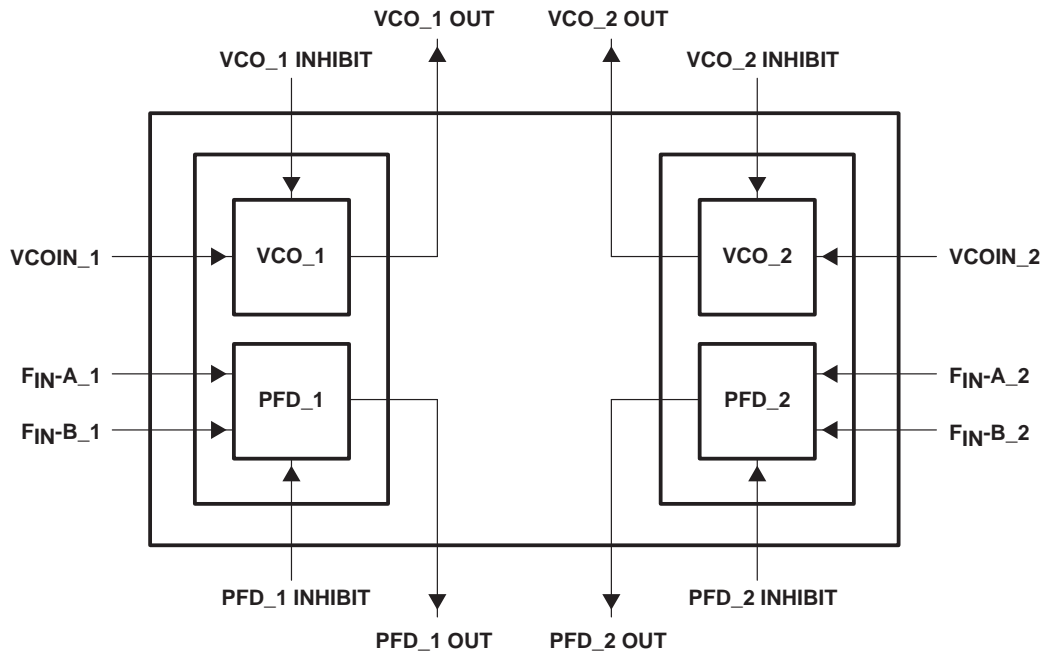 VCO_1 OUT
VCO_2 OUT
VCO_1 INHIBIT
VCO_2 INHIBIT
VCOIN_1
VCO_1
VCO_2
VCOIN_2
FIN-A_1
PFD_1
PFD_2
FIN-A_2
FIN-B_1
FIN-B_2
PFD_1 INHIBIT
PFD_2 INHIBIT
PFD_1 OUT
PFD_2 OUT